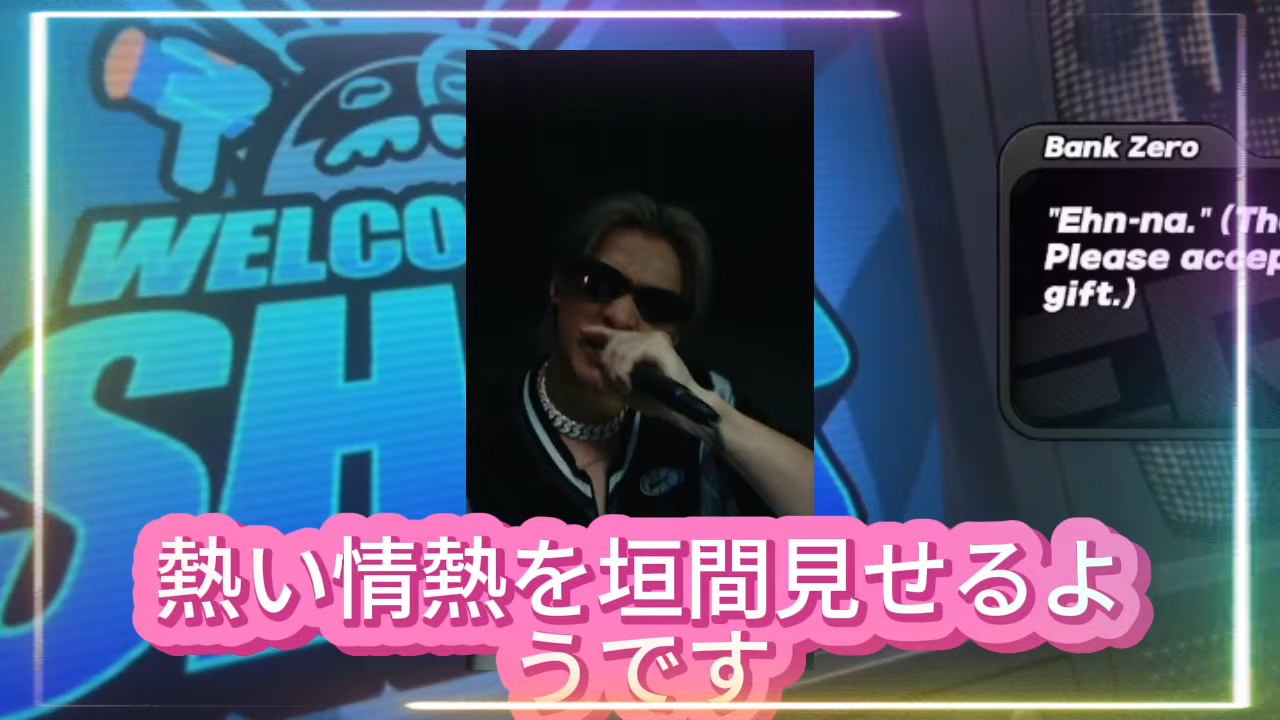 WELCO
SH
Bank Zero
"Ehn-na." (Th
Please accep
gift.)
熱い情熱を垣間見せるよ
うです